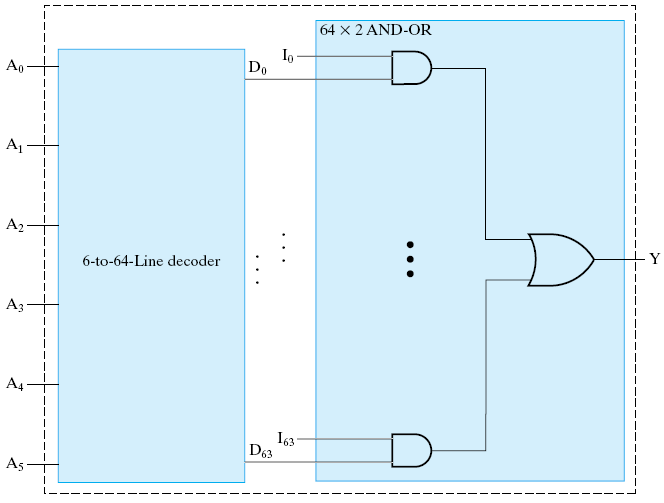 64 × 2 AND-OR
I₀
A₀
D₀
A₁
A₂
6-to-64-Line decoder
Y
A₃
A₄
I₆₃
D₆₃
A₅